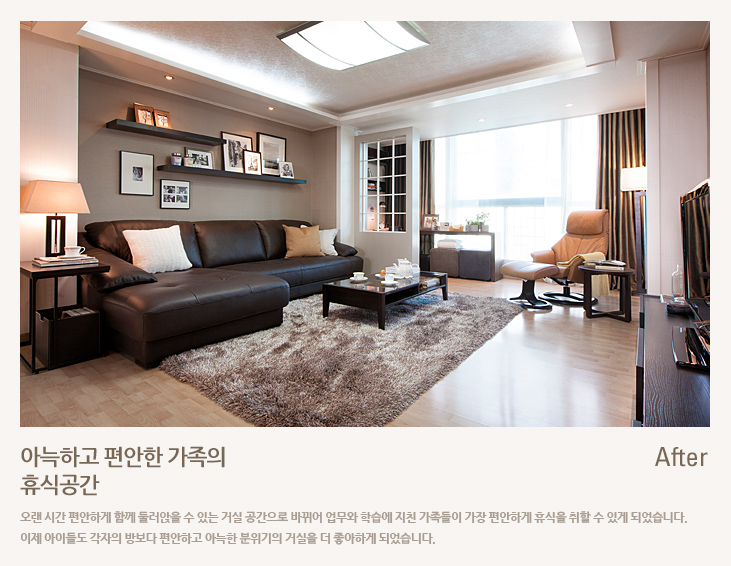 아늑하고 편안한 가족의
휴식공간
After
오랜 시간 편안하게 함께 둘러앉을 수 있는 거실 공간으로 바뀌어 업무와 학습에 지친 가족들이 가장 편안하게 휴식을 취할 수 있게 되었습니다.
이제 아이들도 각자의 방보다 편안하고 아늑한 분위기의 거실을 더 좋아하게 되었습니다.